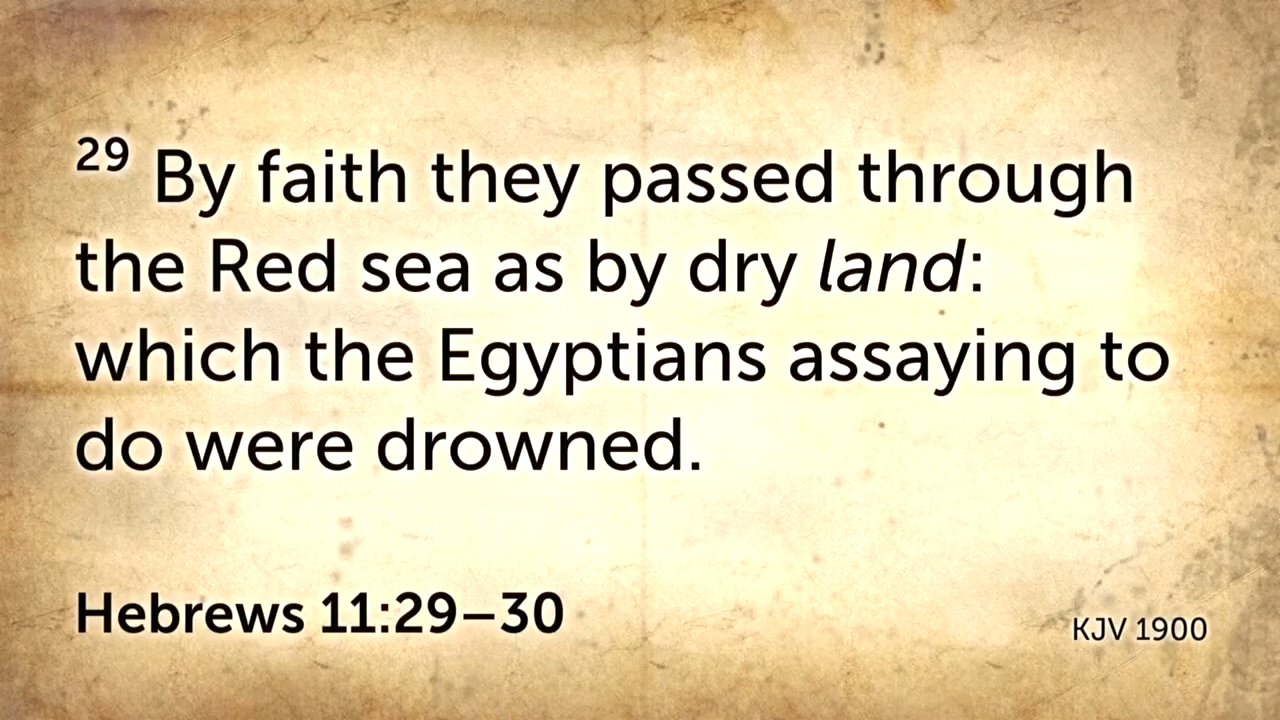 29 By faith they passed through
the Red sea as by dry land:
which the Egyptians assaying to
do were drowned.
Hebrews 11:29–30
KJV 1900